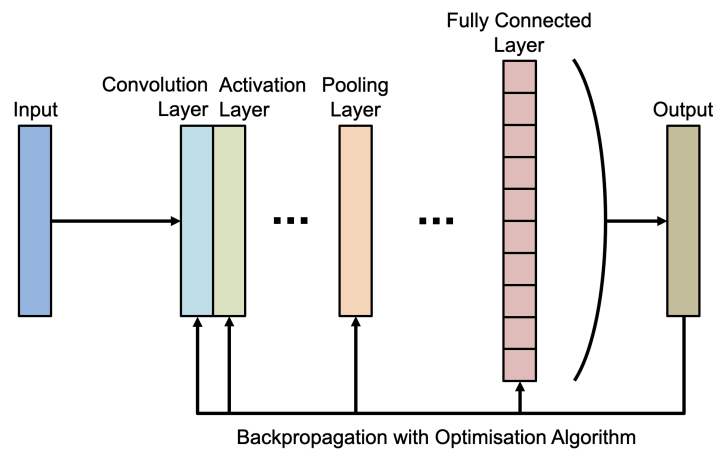 Fully Connected
Layer
Input
Convolution
Layer
Activation
Layer
Pooling
Layer
Output
Backpropagation with Optimisation Algorithm